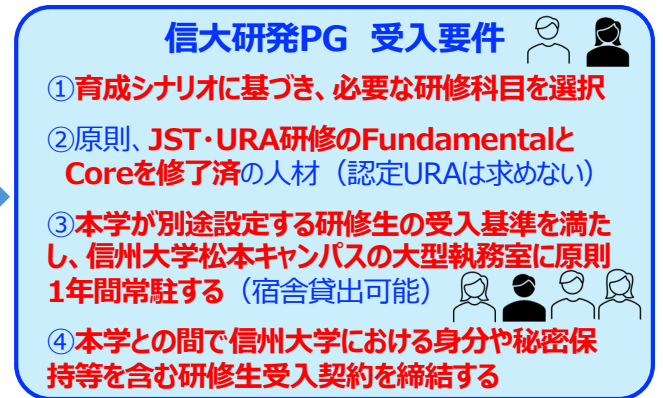 信大研発PG 受入要件
①育成シナリオに基づき、必要な研修科目を選択
②原則、JST・URA研修のFundamentalと
Coreを修了済の人材（認定URAは求めない）
③本学が別途設定する研修生の受入基準を満た
し、信州大学松本キャンパスの大型執務室に原則
1年間常駐する（宿舎貸出可能）
④本学との間で信州大学における身分や秘密保
持等を含む研修生受入契約を締結する